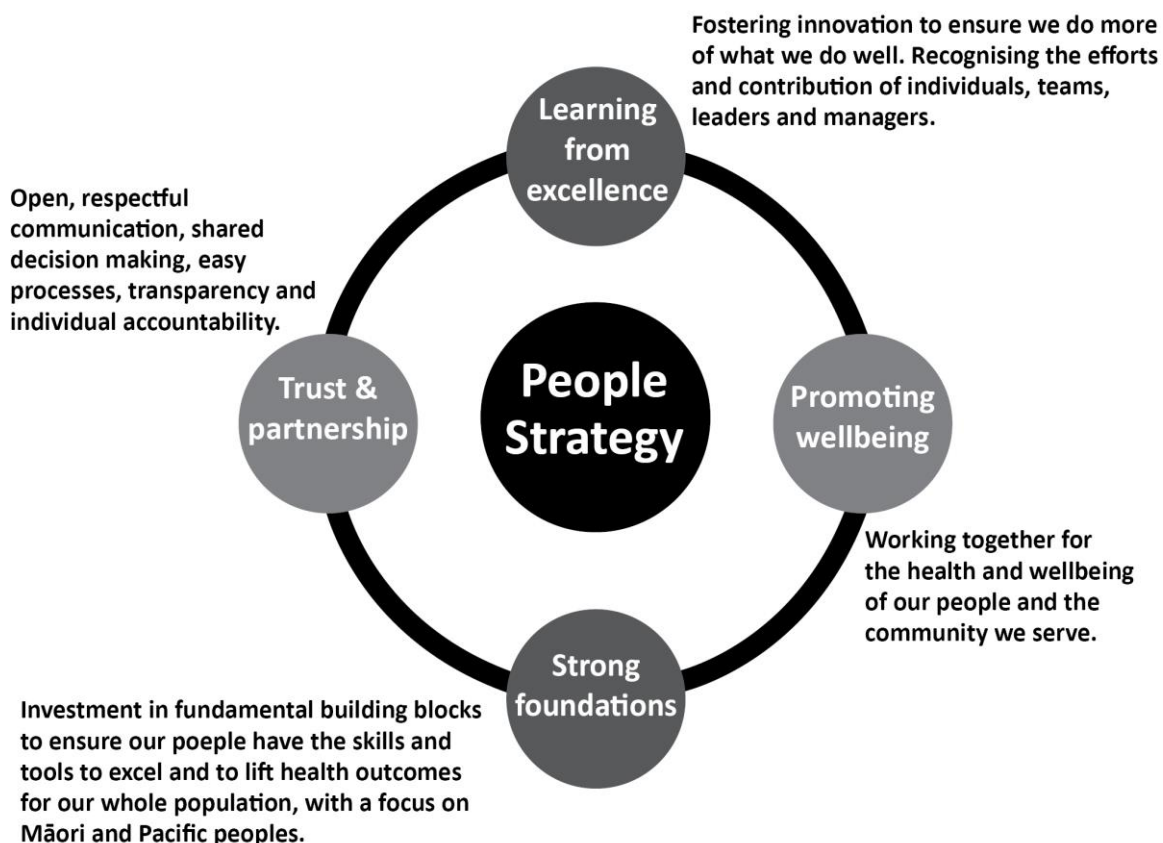 Fostering innovation to ensure we do more
of what we do well. Recognising the efforts
and contribution of individuals, teams,
leaders and managers.
Learning
from
excellence
Open, respectful
communication, shared
decision making, easy
processes, transparency and
individual accountability.
Trust &
partnership
People
Strategy
Promoting
wellbeing
Working together for
the health and wellbeing
of our people and the
community we serve.
Strong
foundations
Investment in fundamental building blocks
to ensure our poeple have the skills and
tools to excel and to lift health outcomes
for our whole population, with a focus on
Māori and Pacific peoples.